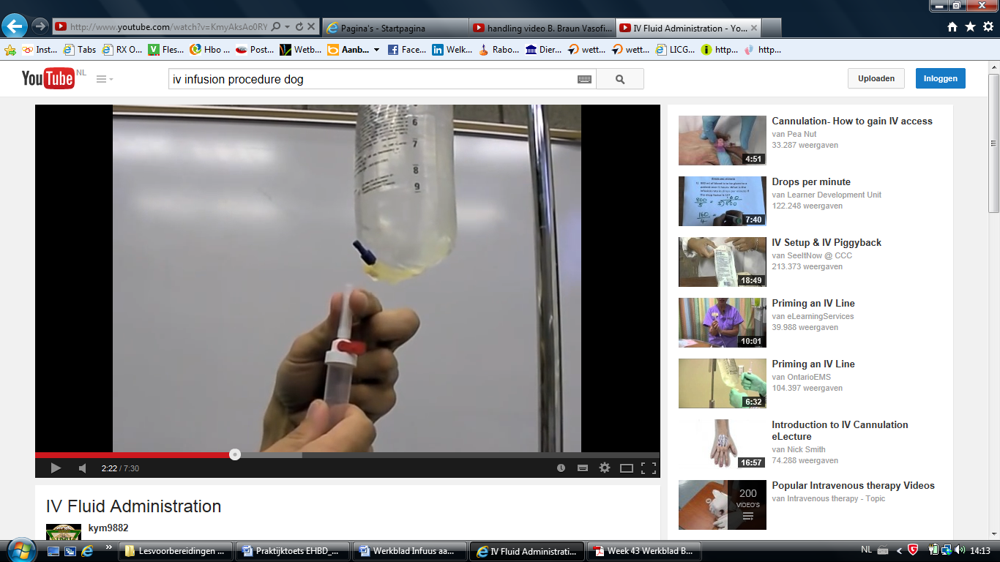 http://www.youtube.com/watch?v=KmyAksAo0RY
Pagina's - Startpagina
handling video B. Braun Vasofi...
IV Fluid Administration - Yo...
Inst...
Tabs
RX O...
Fles...
Hbo ...
Post...
Wetb...
Aanb...
Face...
Welk...
Rabo...
Dier...
wett...
wett...
LICG...
http...
http...
YouTube NL
iv infusion procedure dog
Uploaden
Inloggen
6
7
8
9
2:22 / 7:30
IV Fluid Administration
kym9882
Cannulation- How to gain IV access
van Pea Nut
33.287 weergaven
4:51
Drops per minute
van Learner Development Unit
122.248 weergaven
7:40
IV Setup & IV Piggyback
van SeeItNow @ CCC
213.373 weergaven
18:49
Priming an IV Line
van eLearningServices
39.988 weergaven
10:01
Priming an IV Line
van OntarioEMS
104.397 weergaven
6:32
Introduction to IV Cannulation
eLecture
van Nick Smith
74.288 weergaven
16:57
Popular Intravenous therapy Videos
van Intravenous therapy - Topic
200
VIDEO'S
Lesvoorbereidingen ...
Praktijktoets EHBD_...
Werkblad Infuus aa...
IV Fluid Administrati...
Week 43 Werkblad B...
NL
14:13